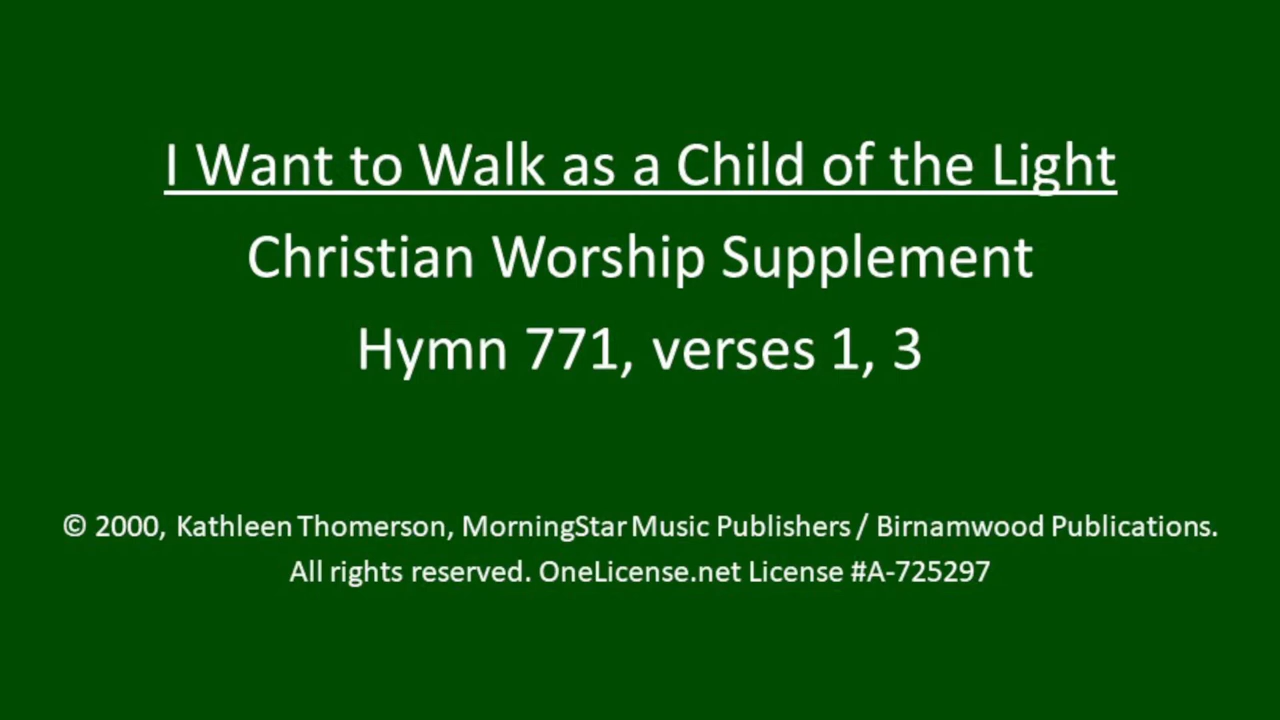 I Want to Walk as a Child of the Light
Christian Worship Supplement
Hymn 771, verses 1, 3
© 2000, Kathleen Thomerson, MorningStar Music Publishers / Birnamwood Publications.
All rights reserved. OneLicense.net License #A-725297